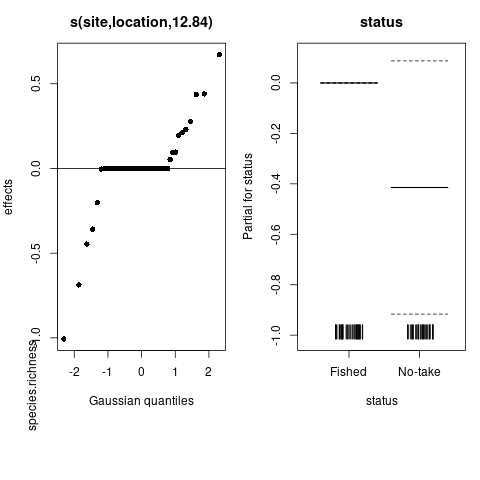 s(site,location,12.84)
status
effects
0.5
0.0
-0.5
-1.0
species.richness
-2
-1
0
1
2
Gaussian quantiles
Partial for status
0.0
-0.2
-0.4
-0.6
-0.8
-1.0
Fished
No-take
status